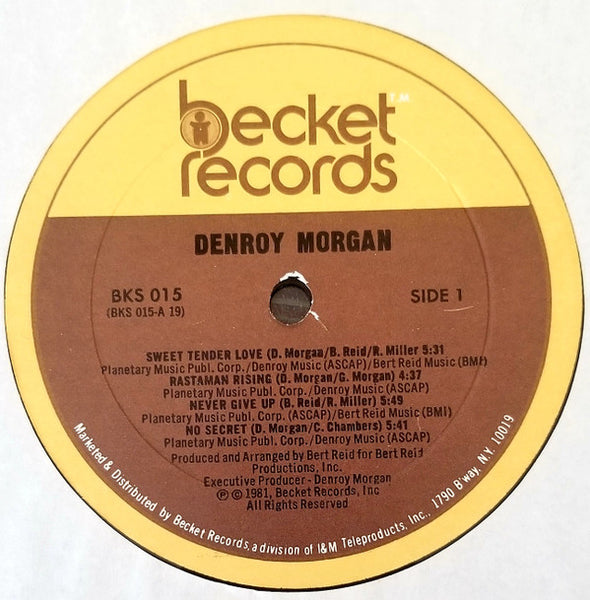 becket TM
records
DENROY MORGAN
BKS 015
(BKS 015-A 19)
SIDE 1
SWEET TENDER LOVE (D. Morgan/B. Reid/R. Miller 5:31
Planetary Music Publ. Corp./Denroy Music (ASCAP)/Bert Reid Music (BMI)
RASTAMAN RISING (D. Morgan/G. Morgan) 4:37
Planetary Music Publ. Corp./Denroy Music (ASCAP)
NEVER GIVE UP (B. Reid/R. Miller) 5:49
Planetary Music Publ. Corp. (ASCAP)/Bert Reid Music (BMI)
NO SECRET (D. Morgan/C. Chambers) 5:41
Planetary Music Publ. Corp./Denroy Music (ASCAP)
Produced and Arranged by Bert Reid for Bert Reid
Productions, Inc.
Executive Producer - Denroy Morgan
℗ © 1981, Becket Records, Inc
All Rights Reserved
Marketed & Distributed by Becket Records, a division of I&M Teleproducts, Inc., 1790 B'way, N.Y. 10019